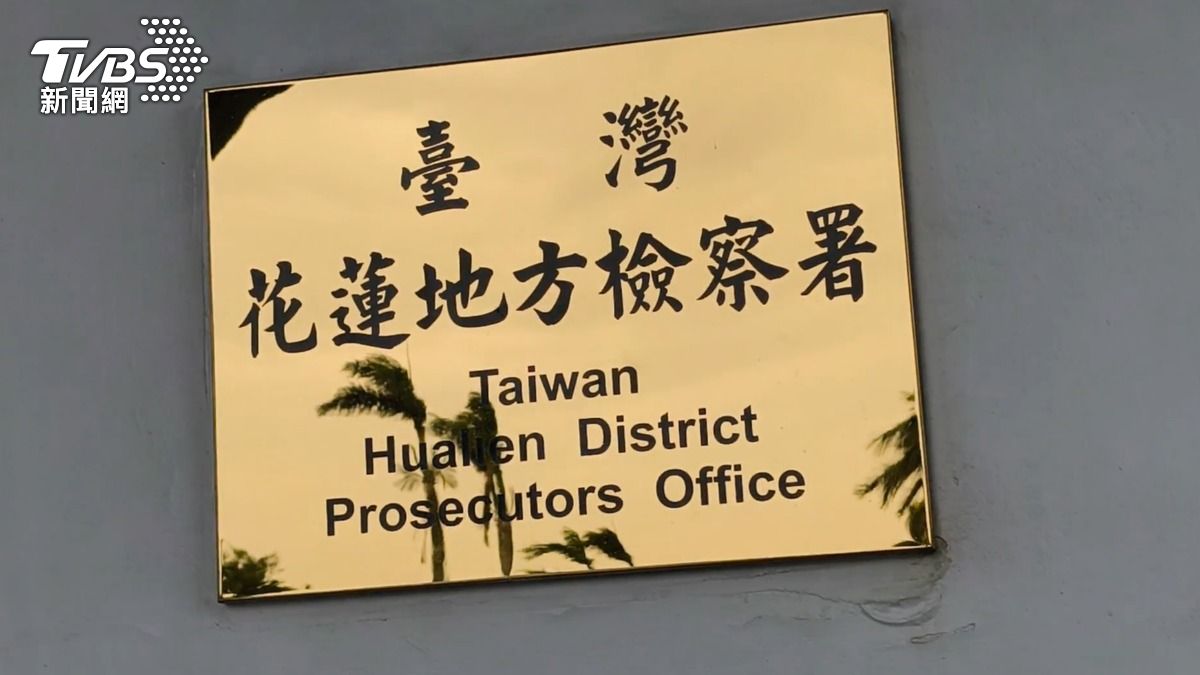 TVBS
新聞網
臺灣
花蓮地方檢察署
Taiwan
Hualien District
Prosecutors Office